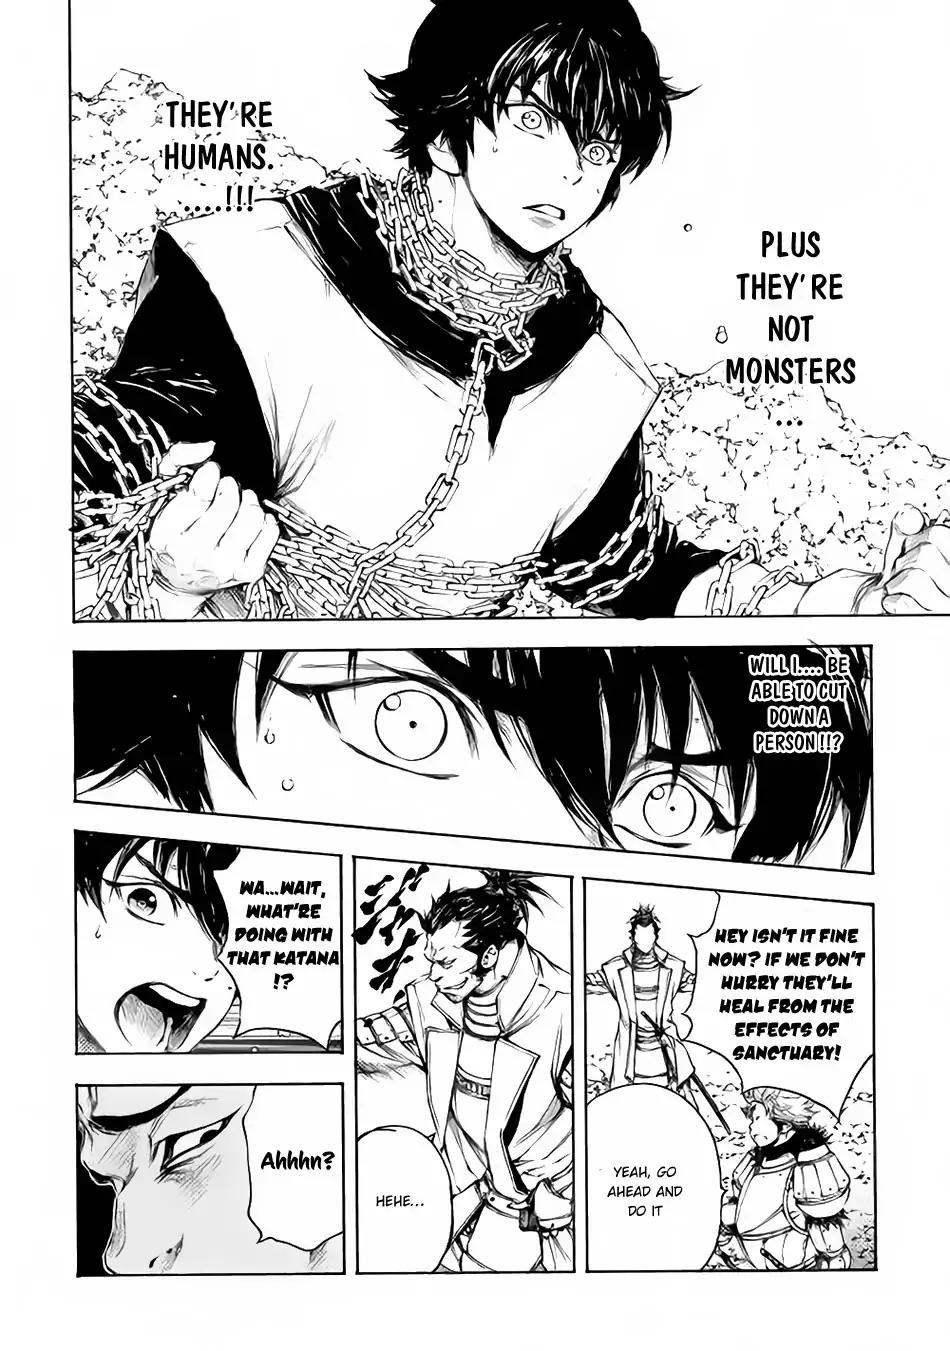 PLUS
THEY'RE
NOT
MONSTERS
...
THEY'RE
HUMANS.
....!!!
WILL I.... BE
ABLE TO CUT
DOWN A
PERSON !!?
HEY ISN'T IT FINE
NOW? IF WE DON'T
HURRY THEY'LL
HEAL FROM THE
EFFECTS OF
SANCTUARY!
YEAH, GO
AHEAD AND
DO IT
HEHE...
WA...WAIT,
WHAT'RE
DOING WITH
THAT KATANA
!?
Ahhhn?